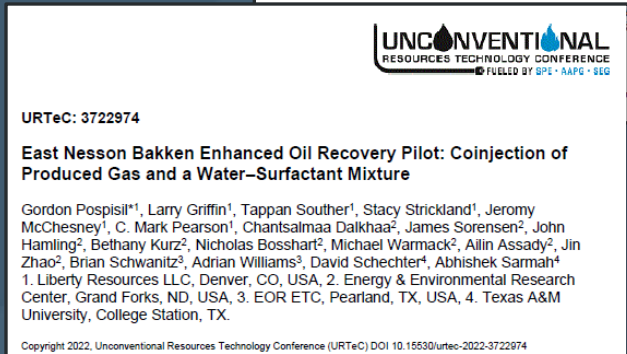 UNCONVENTIONAL
RESOURCES TECHNOLOGY CONFERENCE
FUELED BY SPE • AAPG • SEG
URTeC: 3722974
East Nesson Bakken Enhanced Oil Recovery Pilot: Coinjection of
Produced Gas and a Water–Surfactant Mixture
Gordon Pospisil*1, Larry Griffin1, Tappan Souther1, Stacy Strickland1, Jeromy
McChesney1, C. Mark Pearson1, Chantsalmaa Dalkhaa2, James Sorensen2, John
Hamling2, Bethany Kurz2, Nicholas Bosshart2, Michael Warmack2, Ailin Assady2, Jin
Zhao2, Brian Schwanitz3, Adrian Williams3, David Schechter4, Abhishek Sarmah4
1. Liberty Resources LLC, Denver, CO, USA, 2. Energy & Environmental Research
Center, Grand Forks, ND, USA, 3. EOR ETC, Pearland, TX, USA, 4. Texas A&M
University, College Station, TX.
Copyright 2022, Unconventional Resources Technology Conference (URTeC) DOI 10.15530/urtec-2022-3722974